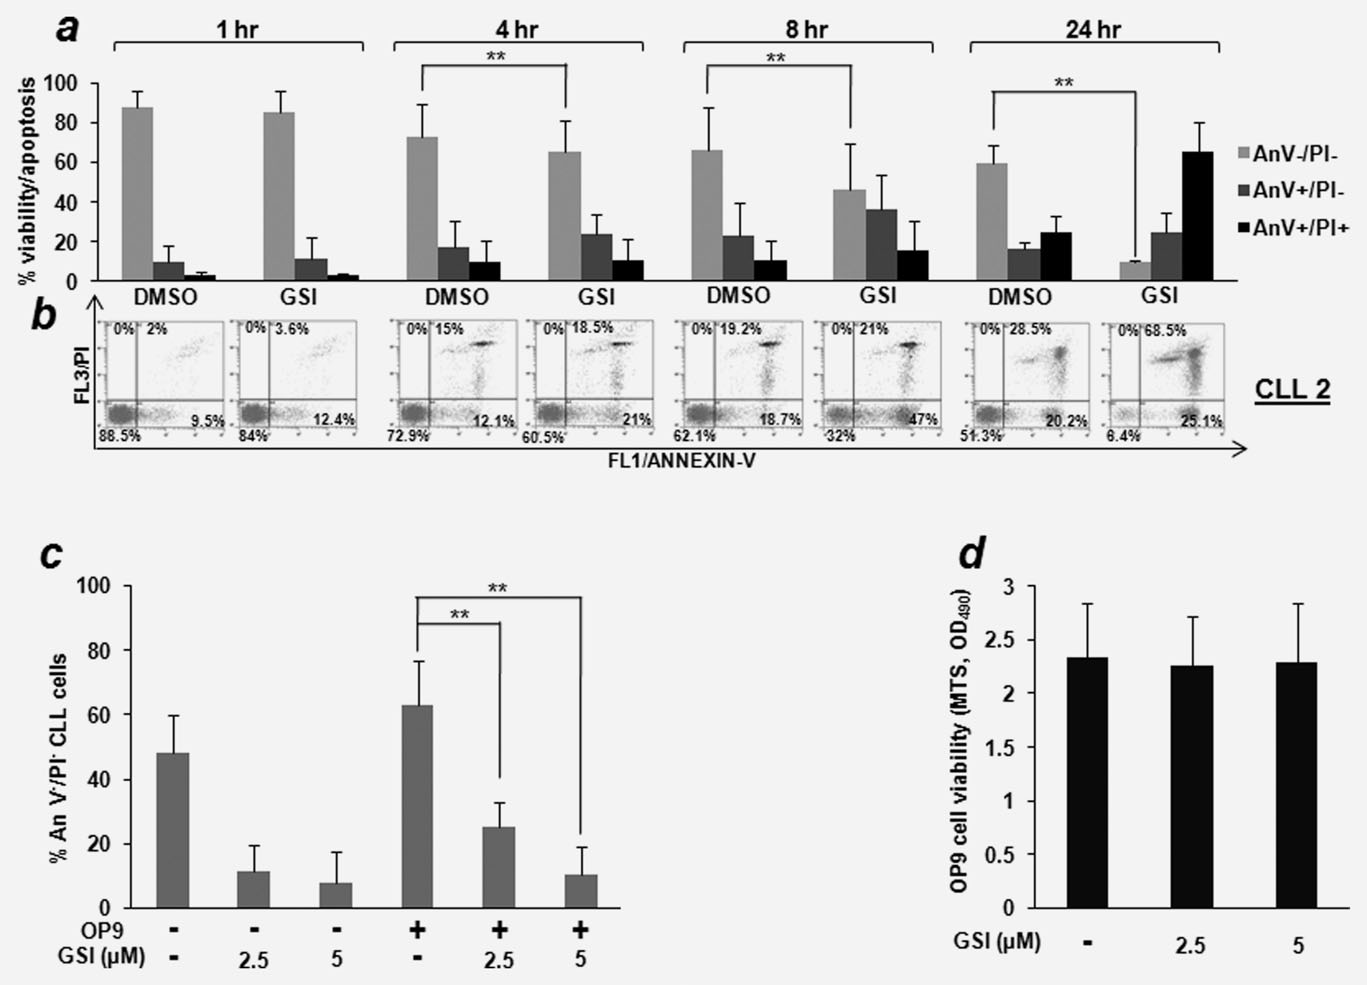 a
1 hr 4 hr 8 hr 24 hr
** ** **
% viability/apoptosis
100
80
60
40
20
0
AnV-/PI-
AnV+/PI-
AnV+/PI+
DMSO GSI DMSO GSI DMSO GSI DMSO GSI
b
FL3/PI
0% 2% 0% 3.6% 0% 15% 0% 18.5% 0% 19.2% 0% 21% 0% 28.5% 0% 68.5%
9.5% 12.4% 12.1% 21% 18.7% 47% 20.2% 25.1%
88.5% 84% 72.9% 60.5% 62.1% 32% 51.3% 6.4%
CLL 2
FL1/ANNEXIN-V
c
% An V-/PI- CLL cells
100
80
60
40
20
0
**
**
OP9 - - - + + +
GSI (µM) - 2.5 5 - 2.5 5
d
OP9 cell viability (MTS, OD490)
3
2.5
2
1.5
1
0.5
0
GSI (µM) - 2.5 5